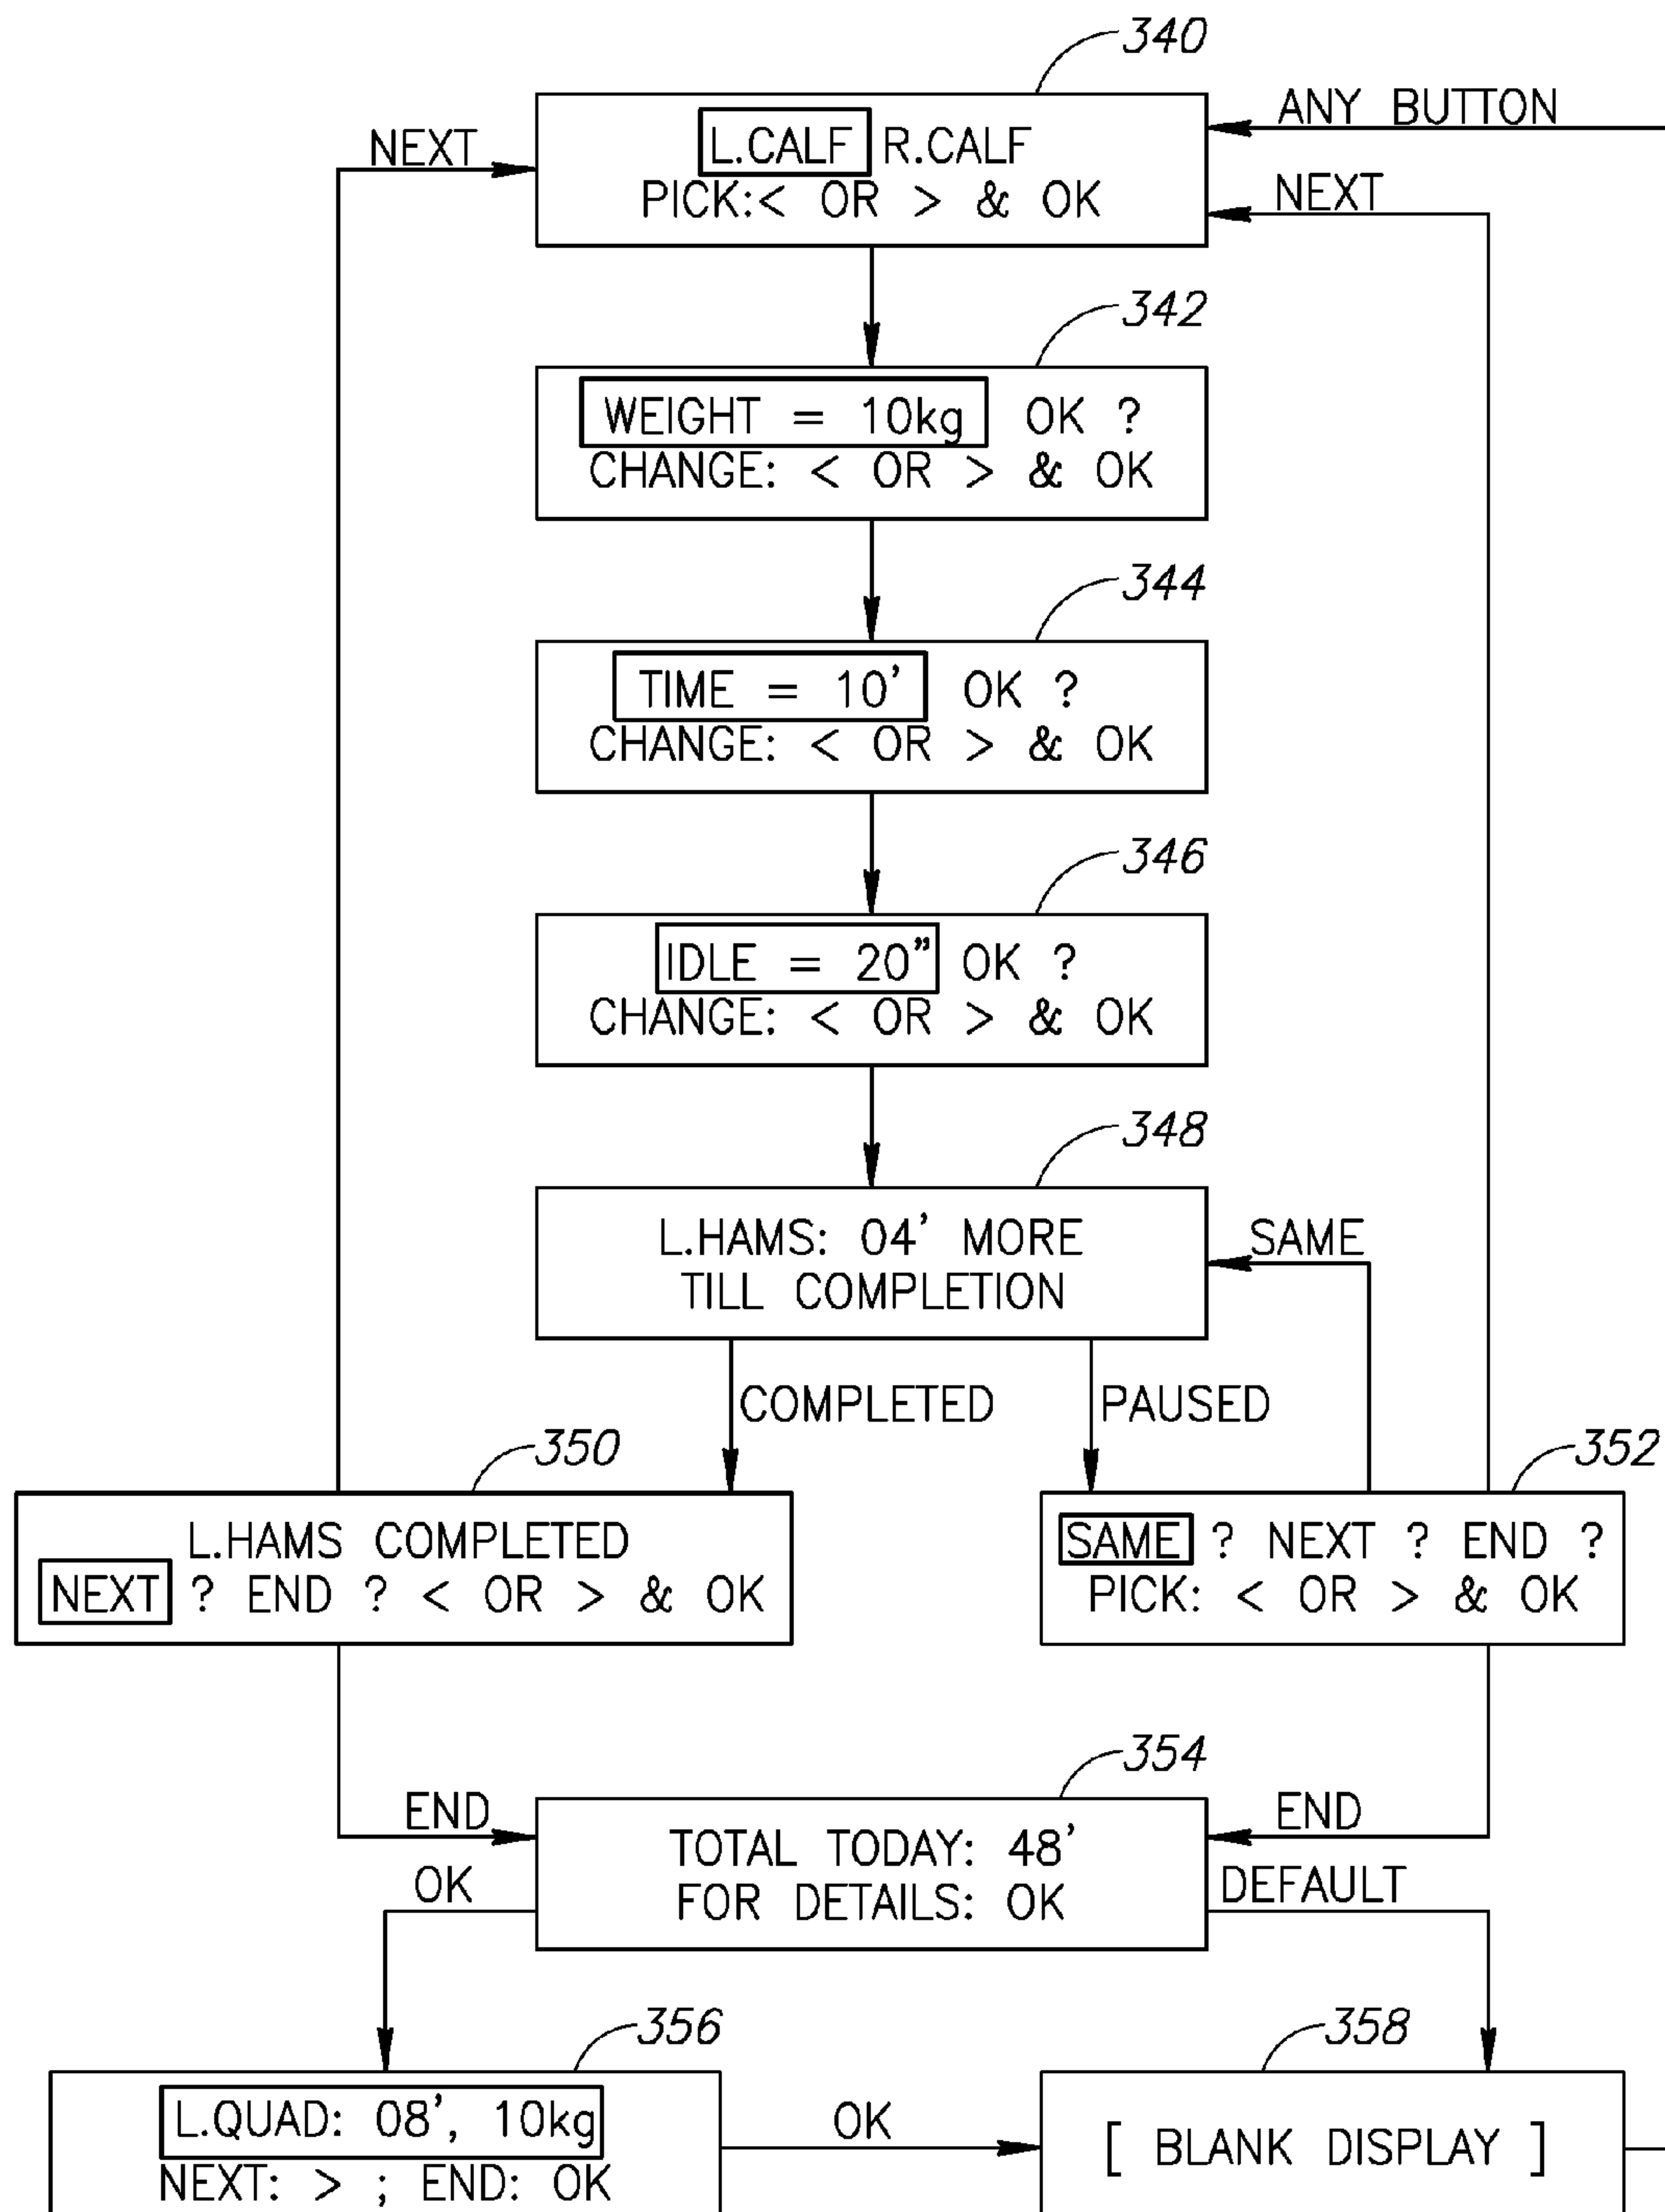 340
ANY BUTTON
NEXT
L.CALF R.CALF
PICK:< OR > & OK
NEXT
342
WEIGHT = 10kg OK ?
CHANGE: < OR > & OK
344
TIME = 10' OK ?
CHANGE: < OR > & OK
346
IDLE = 20" OK ?
CHANGE: < OR > & OK
348
L.HAMS: 04' MORE
TILL COMPLETION
SAME
COMPLETED
PAUSED
350
352
L.HAMS COMPLETED
NEXT ? END ? < OR > & OK
SAME ? NEXT ? END ?
PICK: < OR > & OK
354
END
END
TOTAL TODAY: 48'
FOR DETAILS: OK
OK
DEFAULT
356
358
L.QUAD: 08', 10kg
NEXT: > ; END: OK
OK
[ BLANK DISPLAY ]